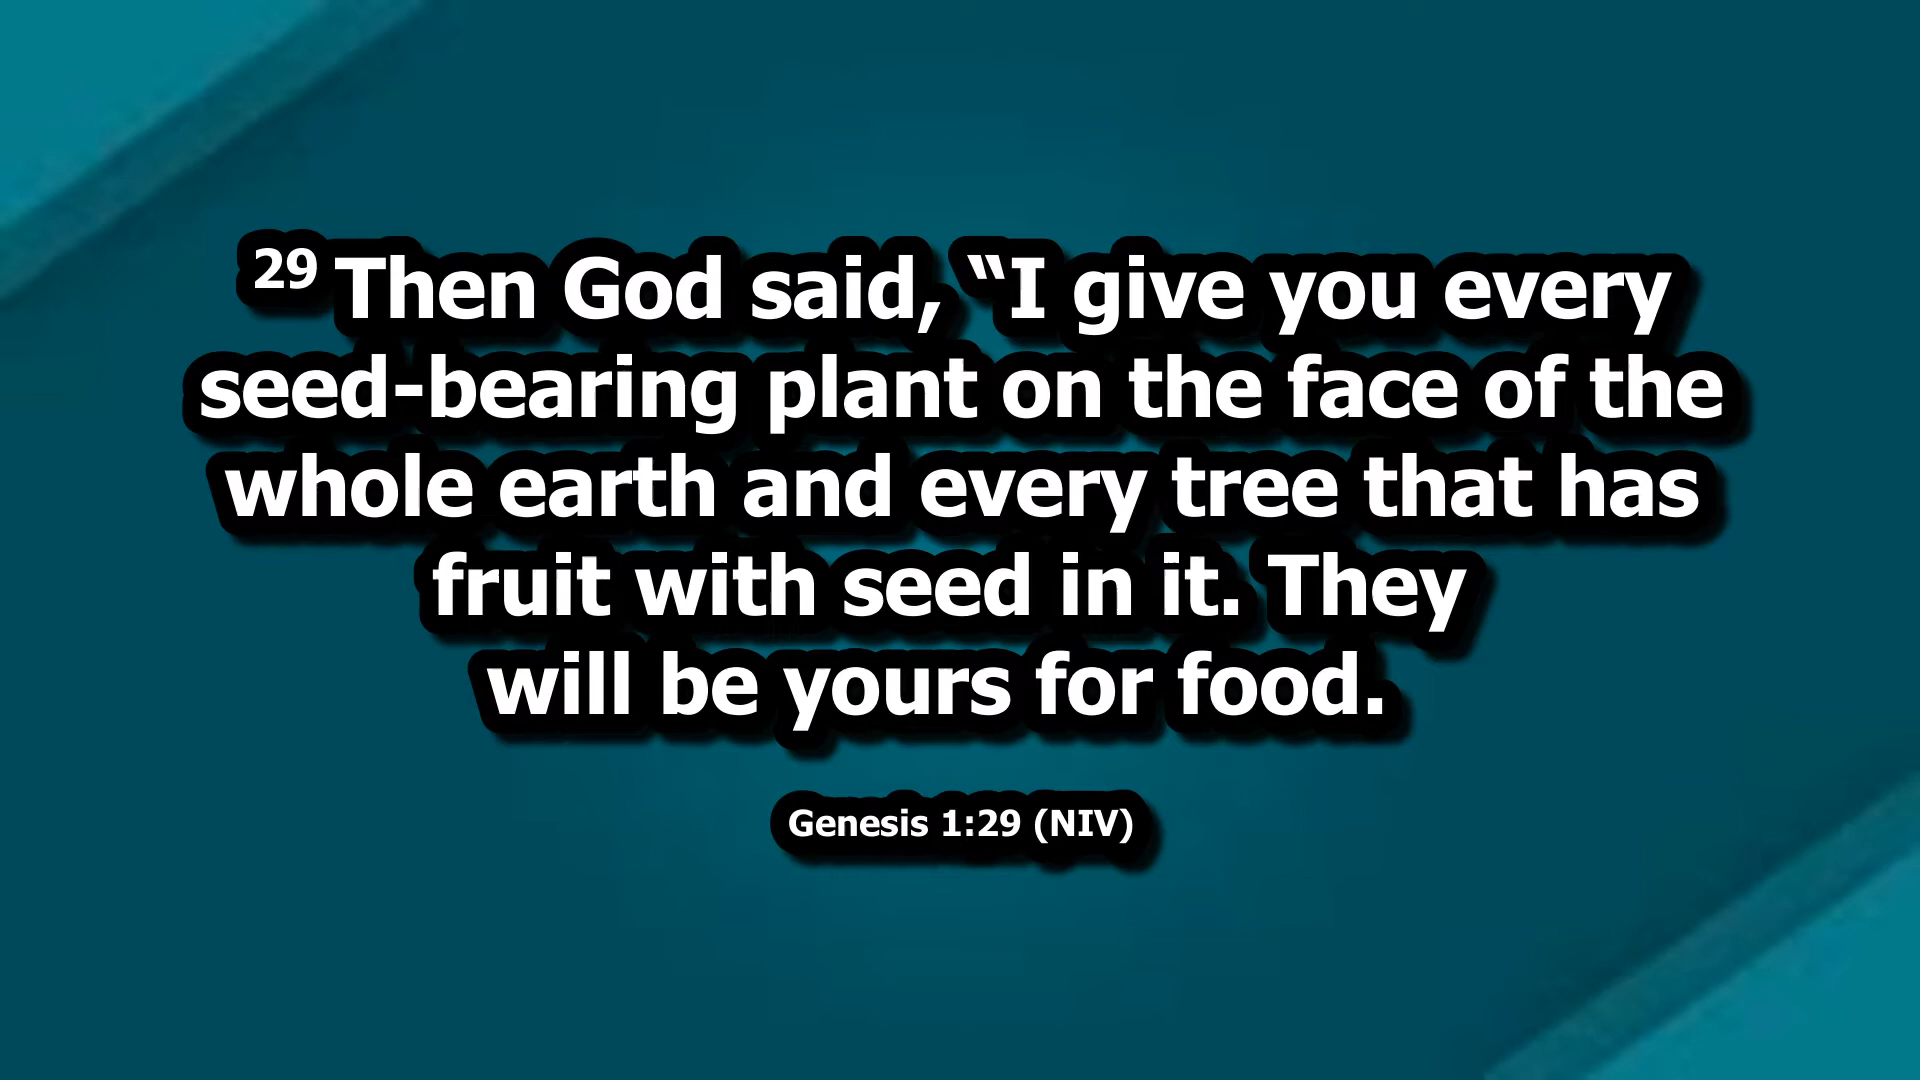 29 Then God said, “I give you every
seed-bearing plant on the face of the
whole earth and every tree that has
fruit with seed in it. They
will be yours for food.
Genesis 1:29 (NIV)